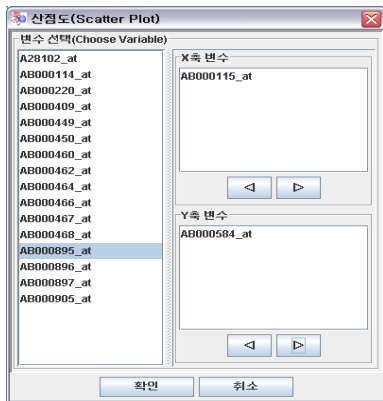 산점도(Scatter Plot)
변수 선택(Choose Variable)
A28102_at
AB000114_at
AB000220_at
AB000409_at
AB000449_at
AB000450_at
AB000460_at
AB000462_at
AB000464_at
AB000466_at
AB000467_at
AB000468_at
AB000895_at
AB000896_at
AB000897_at
AB000905_at
X축 변수
AB000115_at
Y축 변수
AB000584_at
확인
취소